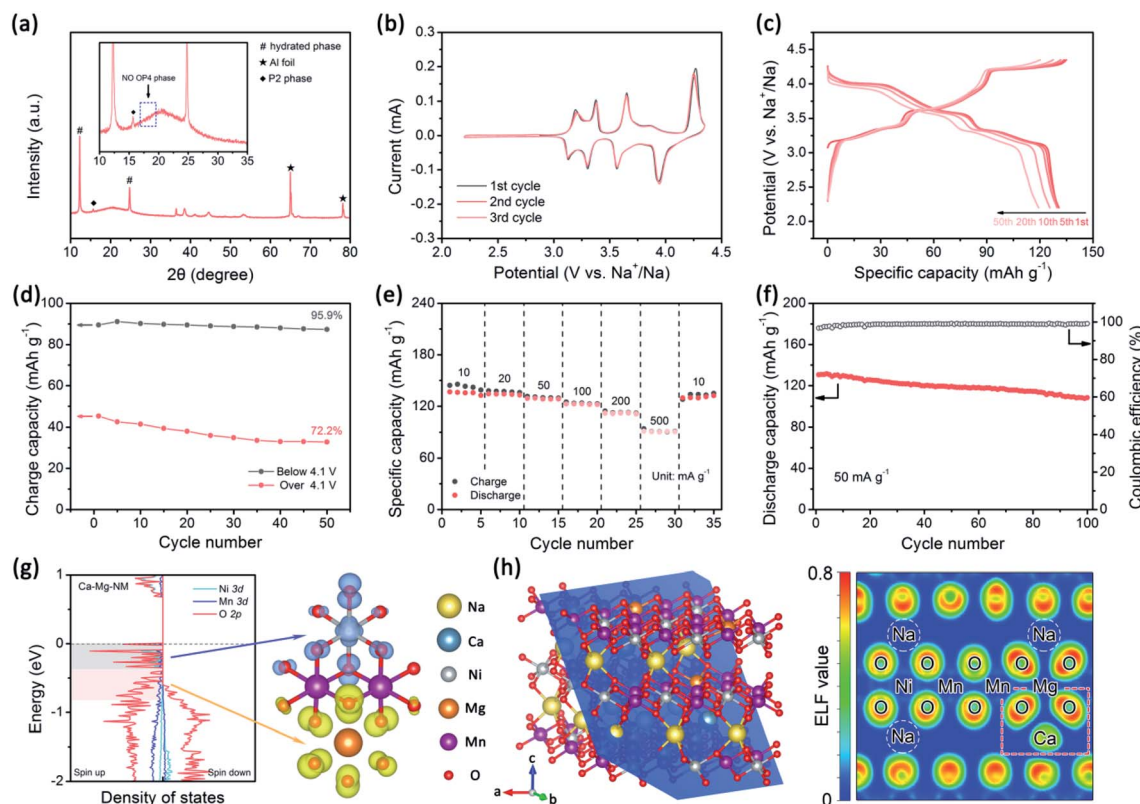 (a)
# hydrated phase
★ Al foil
◆ P2 phase
NO OP4 phase
◆
10 15 20 25 30 35
#
#
◆
★
★
Intensity (a.u.)
10 20 30 40 50 60 70 80
2θ (degree)
(b)
0.3
0.2
0.1
0.0
-0.1
-0.2
-0.3
Current (mA)
1st cycle
2nd cycle
3rd cycle
2.0 2.5 3.0 3.5 4.0 4.5
Potential (V vs. Na⁺/Na)
(c)
4.5
4.0
3.5
3.0
2.5
2.0
Potential (V vs. Na⁺/Na)
50th 20th 10th 5th 1st
0 30 60 90 120 150
Specific capacity (mAh g⁻¹)
(d)
100
80
60
40
20
0
Charge capacity (mAh g⁻¹)
95.9%
72.2%
Below 4.1 V
Over 4.1 V
0 10 20 30 40 50
Cycle number
(e)
240
192
144
96
48
0
Specific capacity (mAh g⁻¹)
10 20 50 100 200 500 10
Charge
Discharge
Unit: mA g⁻¹
0 5 10 15 20 25 30 35
Cycle number
(f)
200
180
160
140
120
100
80
60
40
20
0
Discharge capacity (mAh g⁻¹)
50 mA g⁻¹
0 20 40 60 80 100
Cycle number
100
80
60
40
20
0
Coulombic efficiency (%)
(g)
Ca-Mg-NM
Ni 3d
Mn 3d
O 2p
1
0
-1
-2
Energy (eV)
Spin up
Spin down
Density of states
Na
Ca
Ni
Mg
Mn
O
(h)
c
a
b
0.8
ELF value
0
Na Na
O O O O O
Ni Mn Mn Mg
O O O O O
Na Ca